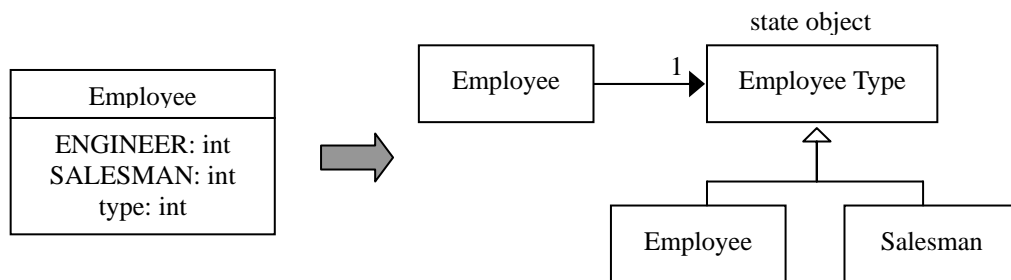 Employee
ENGINEER: int
SALESMAN: int
type: int
state object
Employee
1
Employee Type
Employee
Salesman